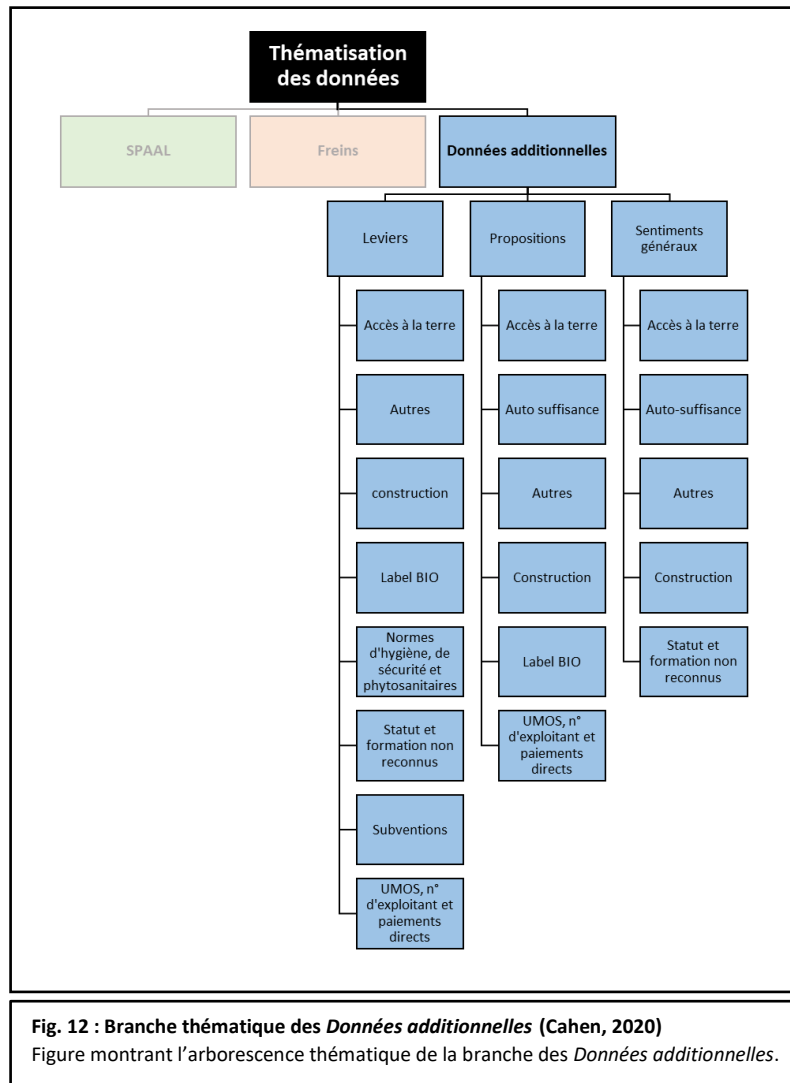 Thématisation
des données
SPAAL
Freins
Données additionnelles
Leviers
Propositions
Sentiments
généraux
Accès à la terre
Autres
construction
Label BIO
Normes
d'hygiène, de
sécurité et
phytosanitaires
Statut et
formation non
reconnus
Subventions
UMOS, n°
d'exploitant et
paiements
directs
Accès à la terre
Auto suffisance
Autres
Construction
Label BIO
UMOS, n°
d'exploitant et
paiements
directs
Accès à la terre
Auto-suffisance
Autres
Construction
Statut et
formation non
reconnus
Fig. 12 : Branche thématique des Données additionnelles (Cahen, 2020)
Figure montrant l’arborescence thématique de la branche des Données additionnelles.